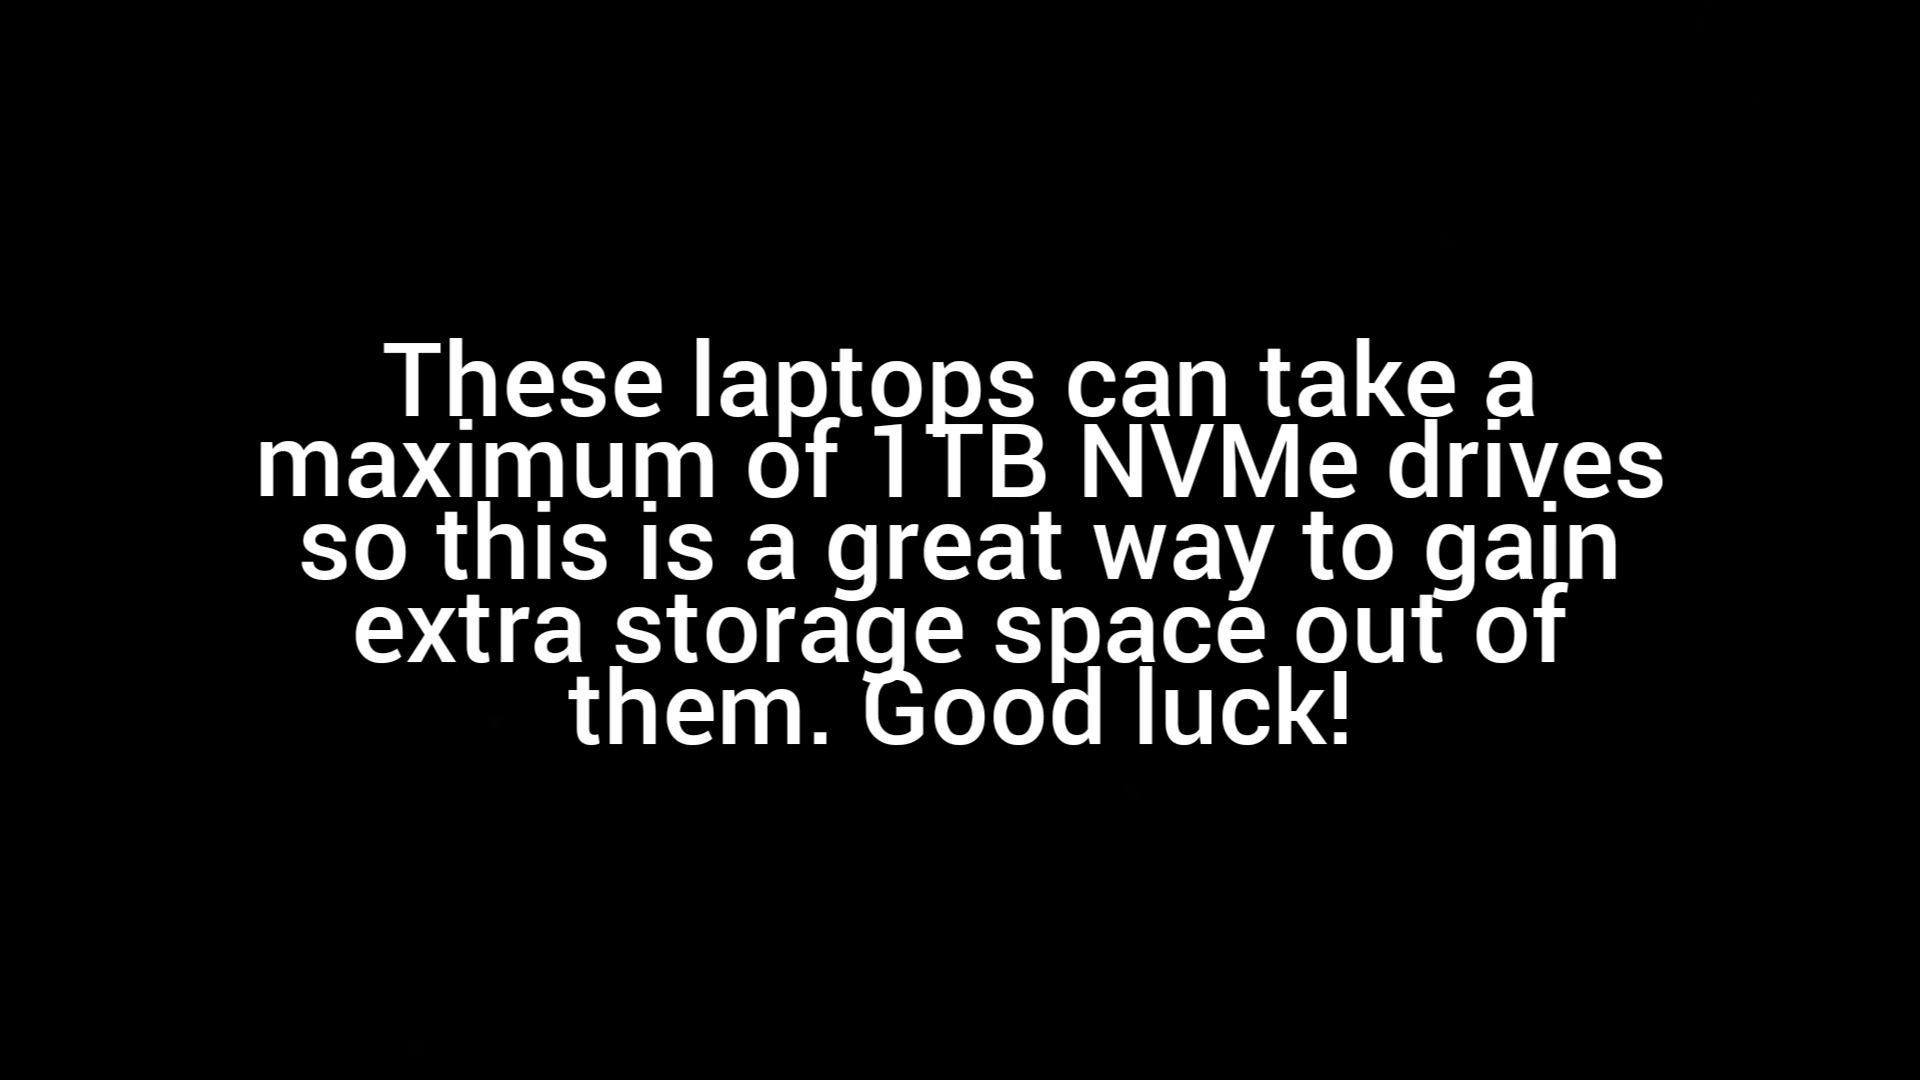 These laptops can take a
maximum of 1TB NVMe drives
so this is a great way to gain
extra storage space out of
them. Good luck!